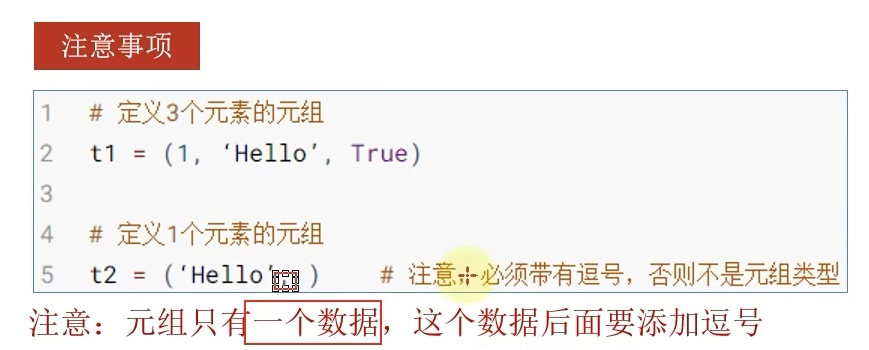 注意事项
1 # 定义3个元素的元组
2 t1 = (1, ‘Hello’, True)
3
4 # 定义1个元素的元组
5 t2 = (‘Hello’, ) # 注意，必须带有逗号，否则不是元组类型
注意：元组只有一个数据，这个数据后面要添加逗号